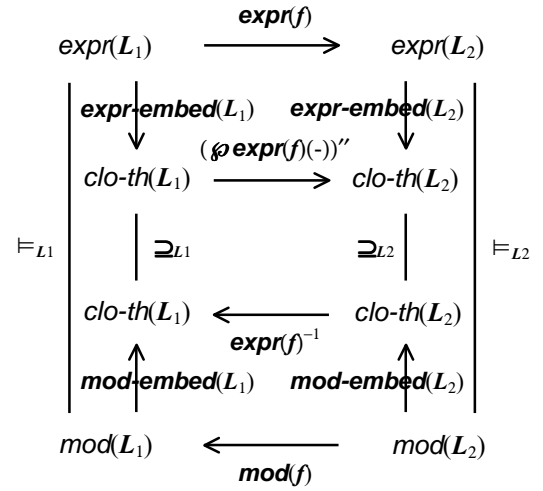 expr(f)
expr(L₁) expr(L₂)
expr-embed(L₁) expr-embed(L₂)
(℘ expr(f)(-))″
clo-th(L₁) clo-th(L₂)
⊨L1 ⊇L1 ⊇L2 ⊨L2
clo-th(L₁) clo-th(L₂)
expr(f)⁻¹
mod-embed(L₁) mod-embed(L₂)
mod(L₁) mod(L₂)
mod(f)